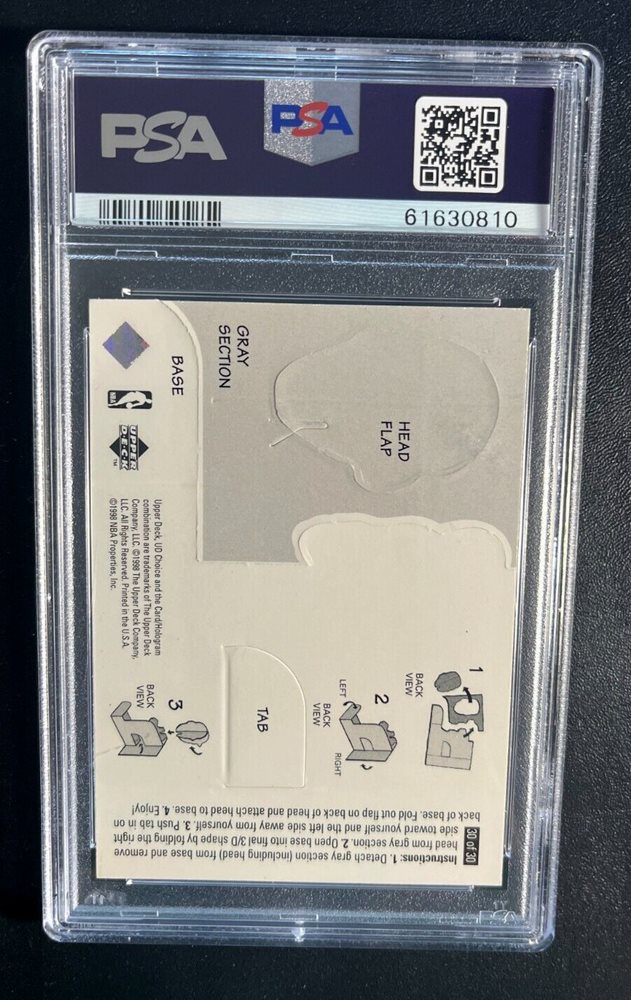 PSA
PSA
61630810
GRAY
SECTION
BASE
HEAD
FLAP
NBA
UPPER
DECK
TM
Upper Deck, UD Choice and the Card/Hologram
combination are trademarks of The Upper Deck
Company, LLC. ©1998 The Upper Deck Company,
LLC. All Rights Reserved. Printed in the U.S.A.
©1998 NBA Properties, Inc.
TAB
1
BACK
VIEW
2
LEFT
BACK
VIEW
RIGHT
3
BACK
VIEW
30 of 30
Instructions: 1. Detach gray section (including head) from base and remove
head from gray section. 2. Open base into final 3/D shape by folding the right
side toward yourself and the left side away from yourself. 3. Push tab in on
back of base. Fold out flap on back of head and attach head to base. 4. Enjoy!